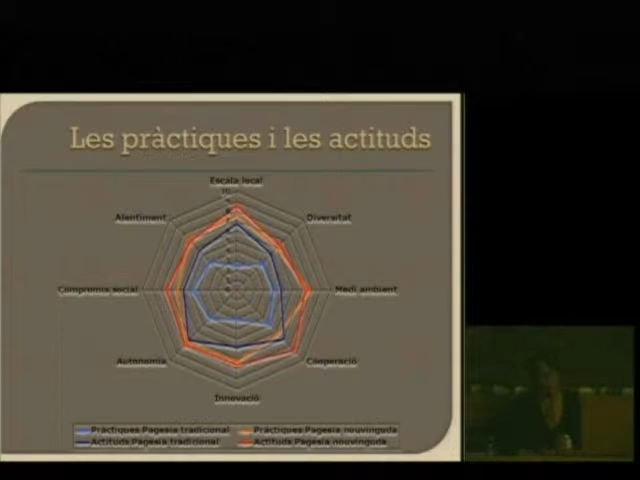 Les pràctiques i les actituds
Escala local
Alentiment
Diversitat
Compromís social
Medi ambient
Autonomia
Cooperació
Innovació
Pràctiques Pagesia tradicional
Pràctiques Pagesia nouvinguda
Actituds Pagesia tradicional
Actituds Pagesia nouvinguda